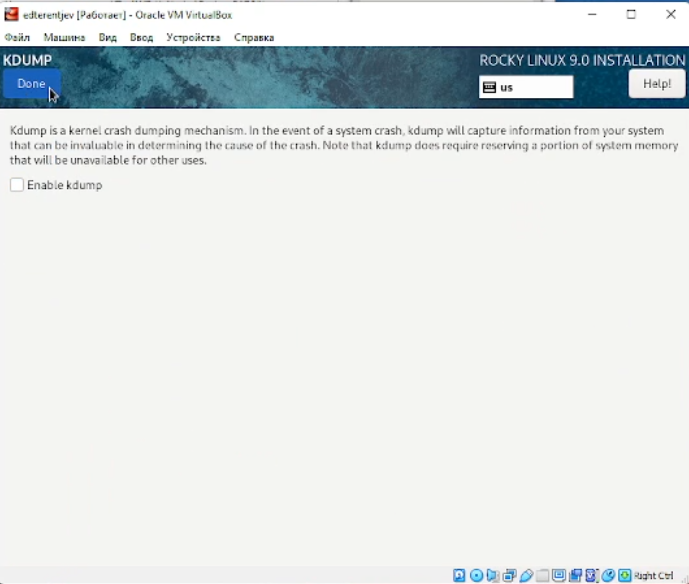 edterentjev [Работает] - Oracle VM VirtualBox
Файл Машина Вид Ввод Устройства Справка
KDUMP
ROCKY LINUX 9.0 INSTALLATION
Done
us
Help!
Kdump is a kernel crash dumping mechanism. In the event of a system crash, kdump will capture information from your system
that can be invaluable in determining the cause of the crash. Note that kdump does require reserving a portion of system memory
that will be unavailable for other uses.
Enable kdump
Right Ctrl